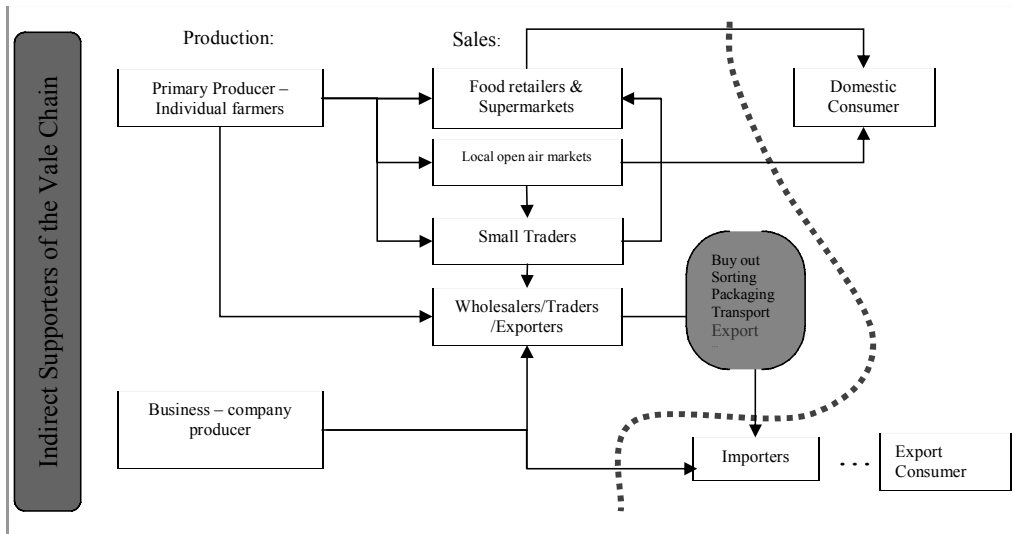 Indirect Supporters of the Vale Chain
Production:
Sales:
Primary Producer –
Individual farmers
Food retailers &
Supermarkets
Domestic
Consumer
Local open air markets
Small Traders
Buy out
Sorting
Packaging
Transport
Export
Wholesalers/Traders
/Exporters
Business – company
producer
Importers
...
Export
Consumer